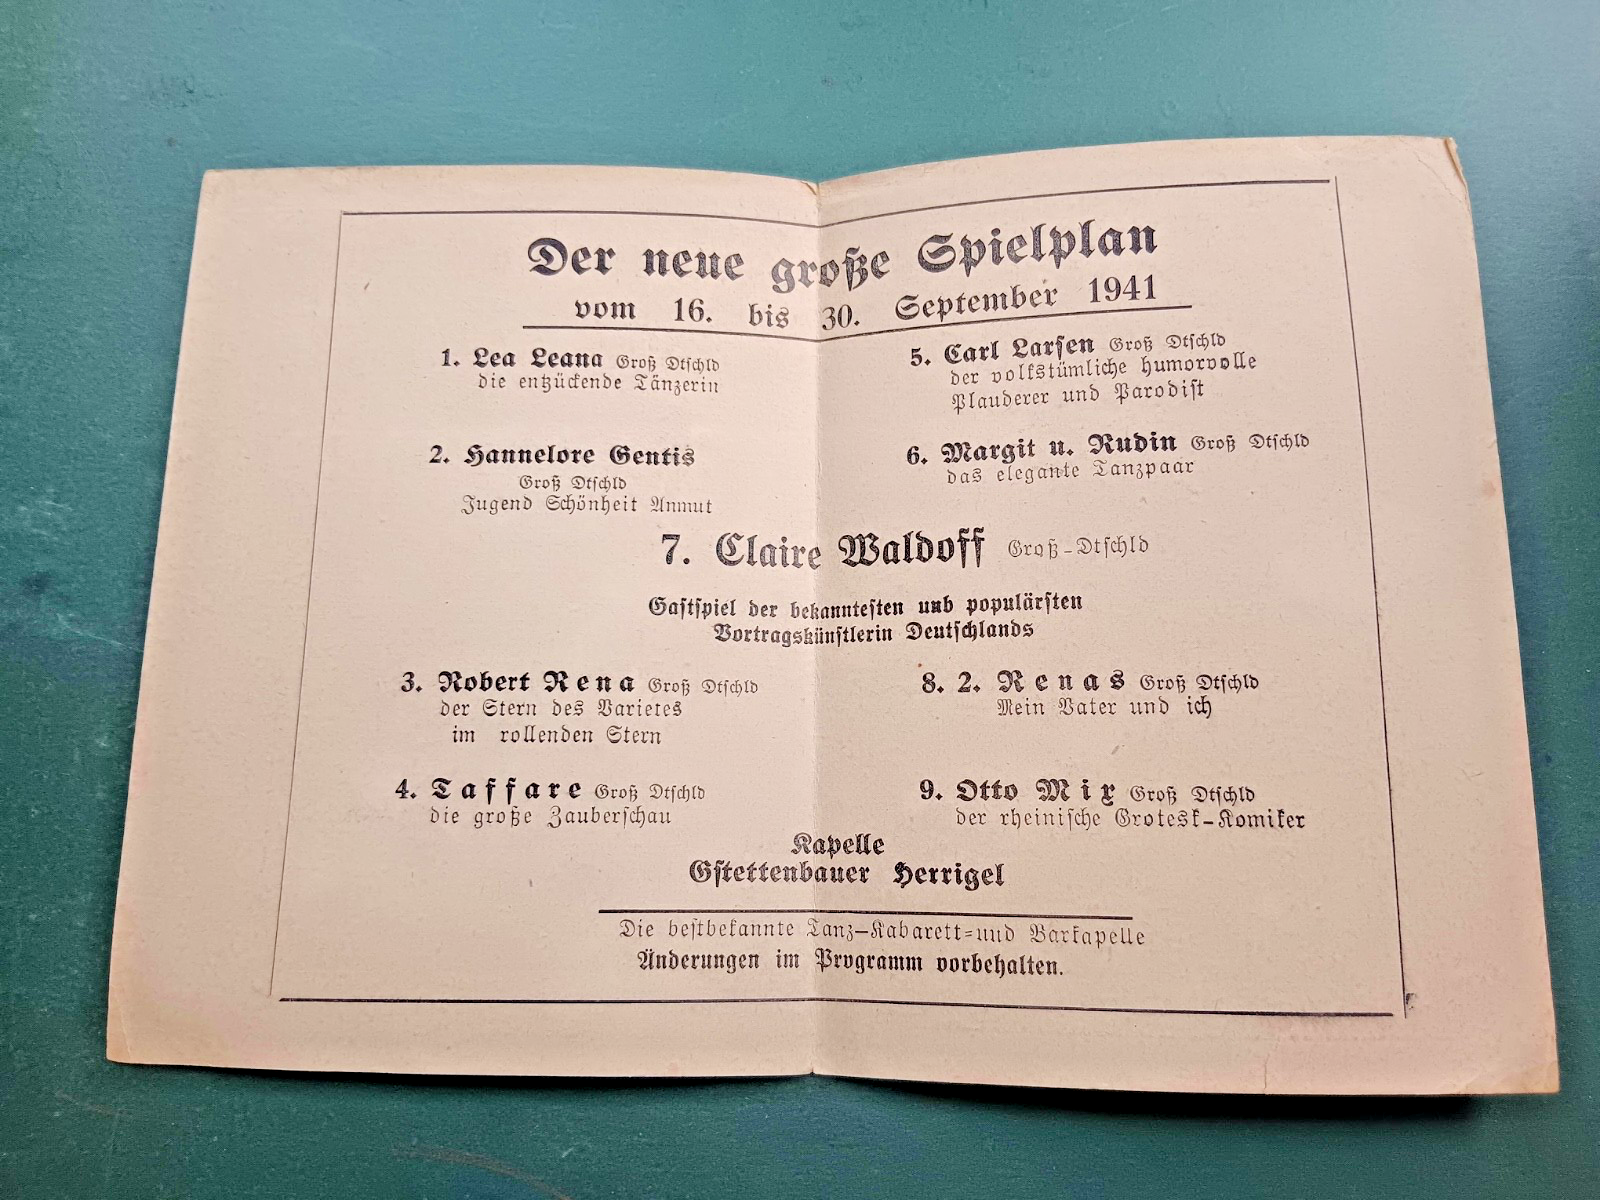 Der neue große Spielplan
vom 16. bis 30. September 1941
1. Lea Leana Groß Dtschld
die entzückende Tänzerin
2. Hannelore Gentis
Groß Dtschld
Jugend Schönheit Anmut
5. Carl Larsen Groß Dtschld
der volkstümliche humorvolle
Plauderer und Parodist
6. Margit u. Rudin Groß Dtschld
das elegante Tanzpaar
7. Claire Waldoff Groß-Dtschld
Gastspiel der bekanntesten unb populärsten
Vortragskünstlerin Deutschlands
3. Robert Rena Groß Dtschld
der Stern des Varietes
im rollenden Stern
4. Taffare Groß Dtschld
die große Zauberschau
8. 2. Renas Groß Dtschld
Mein Vater und ich
9. Otto Mix Groß Dtschld
der rheinische Grotesk-Komiker
Kapelle
Gstettenbauer Herrigel
Die bestbekannte Tanz-Kabarett=und Barkapelle
Änderungen im Programm vorbehalten.